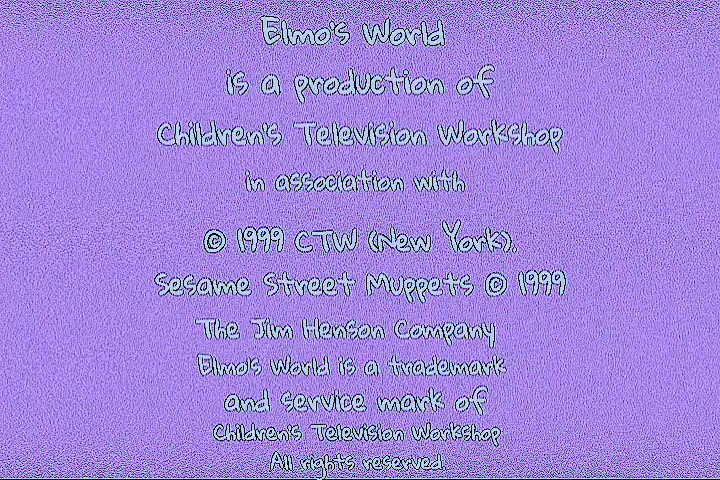 Elmo's World
is a production of
Children's Television Workshop
in association with
© 1999 CTW (New York).
Sesame Street Muppets © 1999
The Jim Henson Company
Elmo's World is a trademark
and service mark of
Children's Television Workshop
All rights reserved.